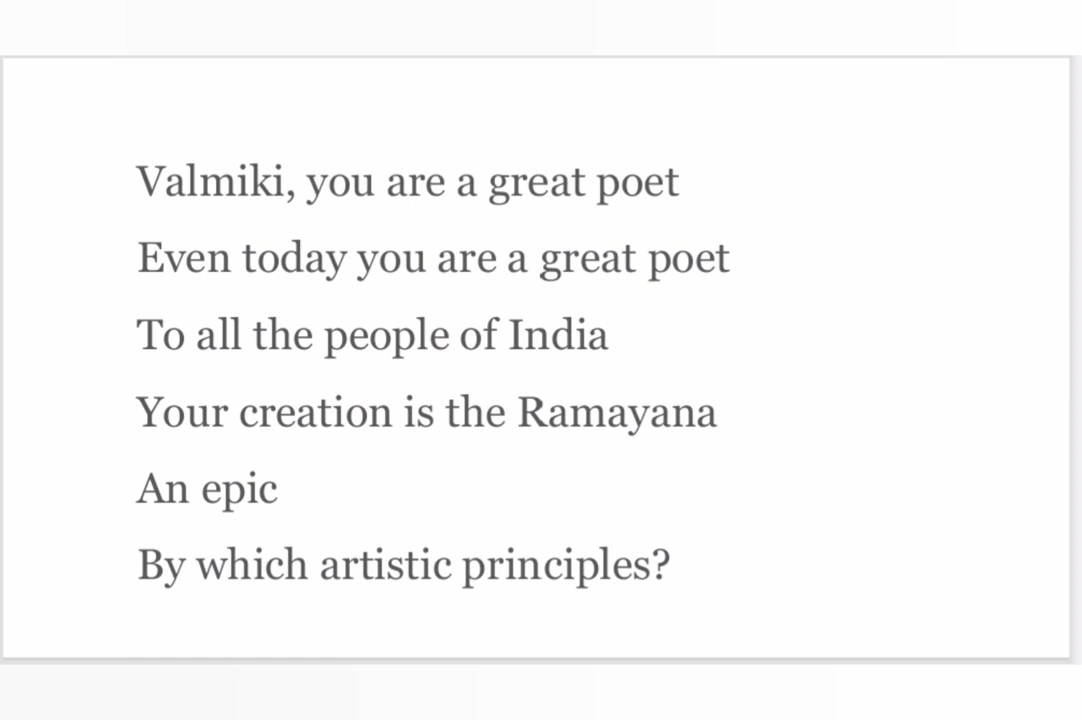 Valmiki, you are a great poet
Even today you are a great poet
To all the people of India
Your creation is the Ramayana
An epic
By which artistic principles?